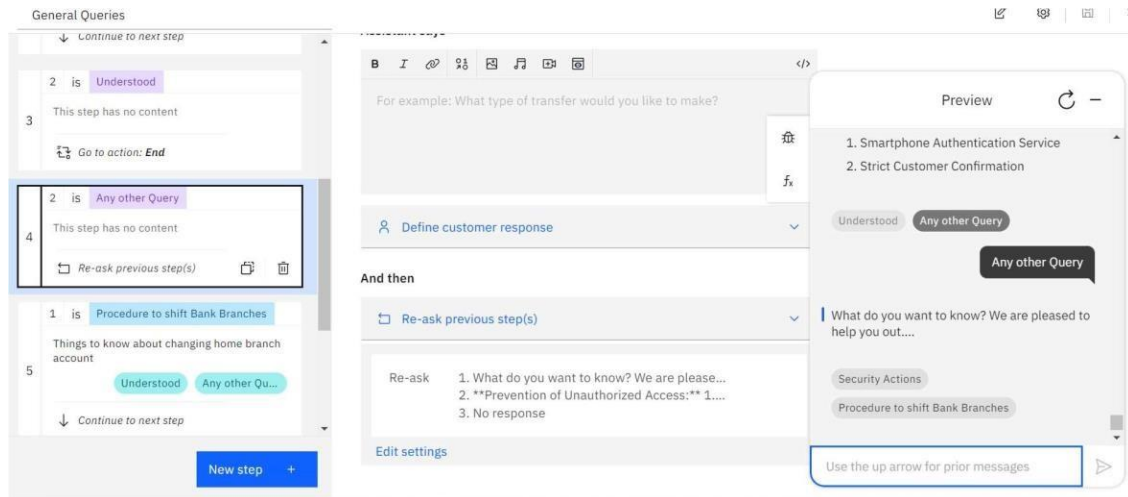 General Queries
Continue to next step
2 is Understood
This step has no content
3
Go to action: End
2 is Any other Query
This step has no content
4
Re-ask previous step(s)
1 is Procedure to shift Bank Branches
Things to know about changing home branch
account
5
Understood Any other Qu...
Continue to next step
New step +
B I </>
For example: What type of transfer would you like to make?
fx
Define customer response
And then
Re-ask previous step(s)
Re-ask 1. What do you want to know? We are please...
2. **Prevention of Unauthorized Access:** 1....
3. No response
Edit settings
Preview
1. Smartphone Authentication Service
2. Strict Customer Confirmation
Understood Any other Query
Any other Query
What do you want to know? We are pleased to
help you out....
Security Actions
Procedure to shift Bank Branches
Use the up arrow for prior messages